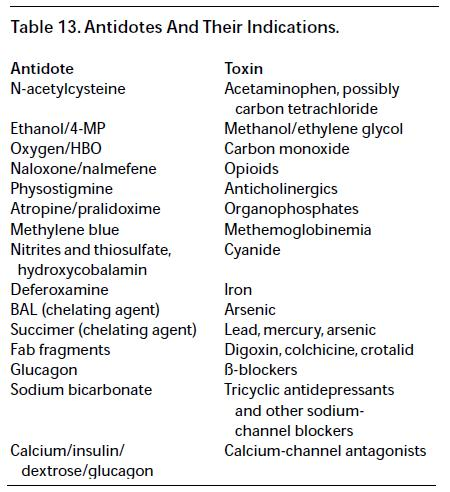 Table 13. Antidotes And Their Indications.
Antidote Toxin
N-acetylcysteine Acetaminophen, possibly
carbon tetrachloride
Ethanol/4-MP Methanol/ethylene glycol
Oxygen/HBO Carbon monoxide
Naloxone/nalmefene Opioids
Physostigmine Anticholinergics
Atropine/pralidoxime Organophosphates
Methylene blue Methemoglobinemia
Nitrites and thiosulfate, Cyanide
hydroxycobalamin
Deferoxamine Iron
BAL (chelating agent) Arsenic
Succimer (chelating agent) Lead, mercury, arsenic
Fab fragments Digoxin, colchicine, crotalid
Glucagon ß-blockers
Sodium bicarbonate Tricyclic antidepressants
and other sodium-
channel blockers
Calcium/insulin/ Calcium-channel antagonists
dextrose/glucagon